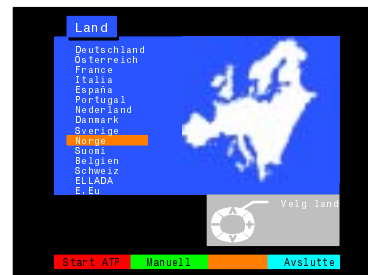 Land
Deutschland
Österreich
France
Italia
España
Portugal
Nederland
Danmark
Sverige
Norge
Suomi
Belgien
Schweiz
ELLADA
E.Eu
Velg land
Start ATP
Manuell
Avslutte